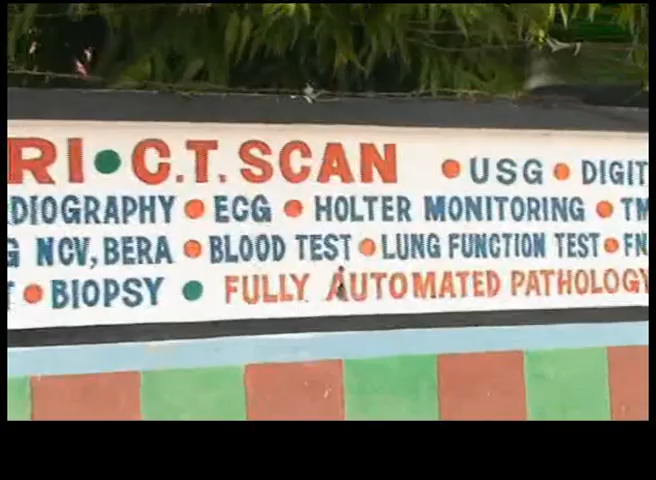 RI • C.T. SCAN • USG • DIGIT
DIOGRAPHY • ECG • HOLTER MONITORING • TM
G NCV, BERA • BLOOD TEST • LUNG FUNCTION TEST • FN
T • BIOPSY • FULLY AUTOMATED PATHOLOGY